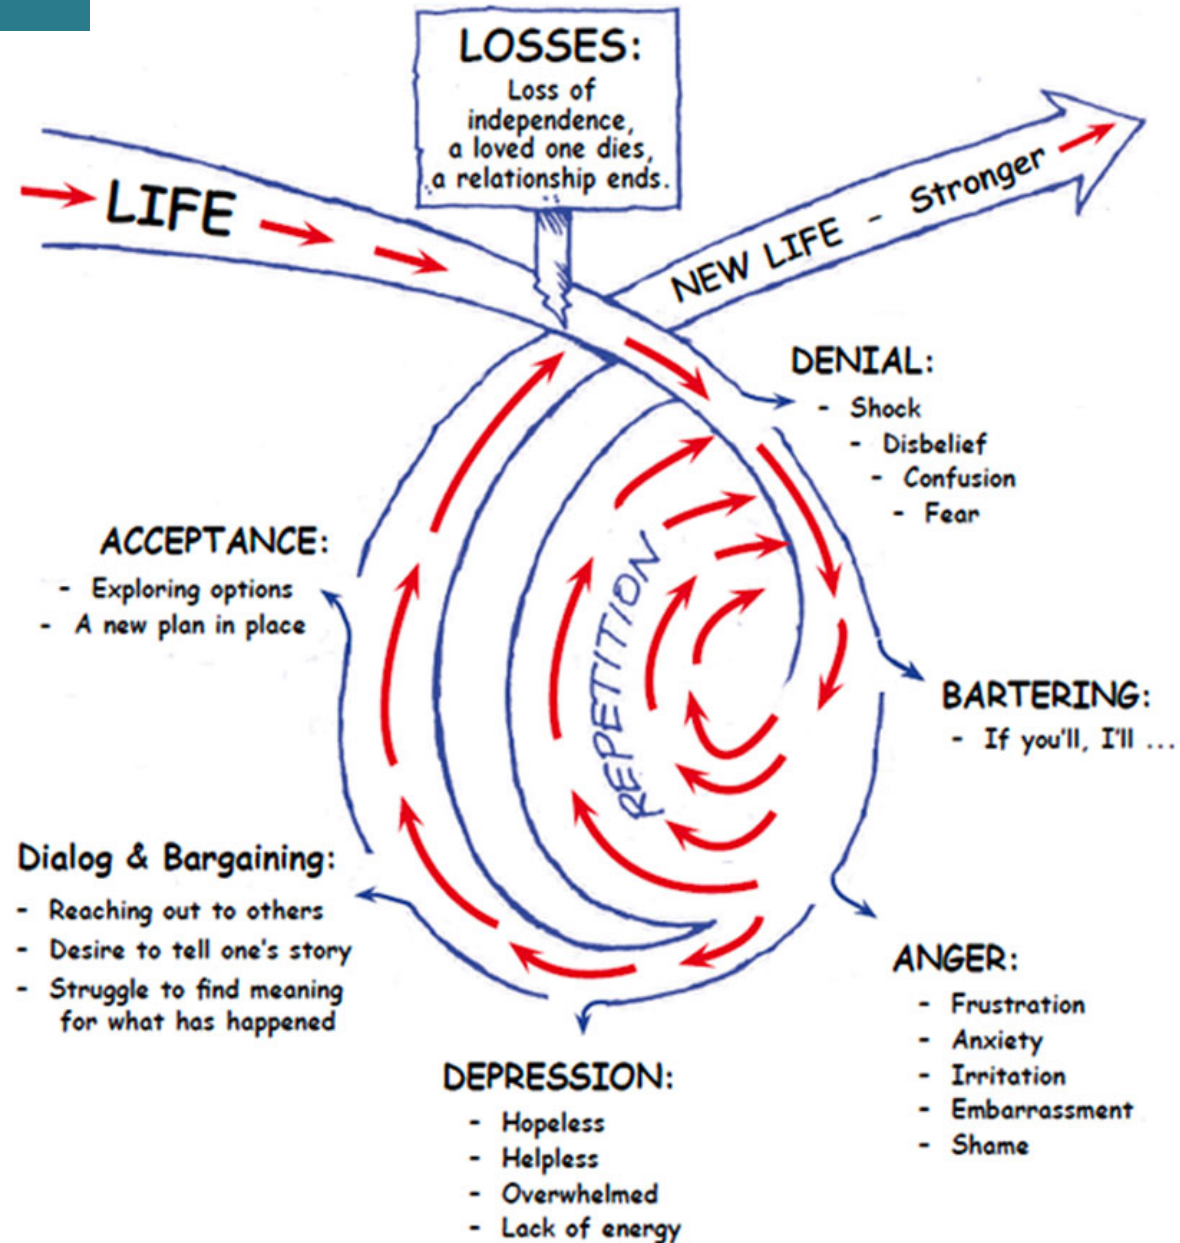 LOSSES:
Loss of
independence,
a loved one dies,
a relationship ends.
LIFE
NEW LIFE - Stronger
DENIAL:
- Shock
- Disbelief
- Confusion
- Fear
BARTERING:
- If you'll, I'll ...
ANGER:
- Frustration
- Anxiety
- Irritation
- Embarrassment
- Shame
DEPRESSION:
- Hopeless
- Helpless
- Overwhelmed
- Lack of energy
Dialog & Bargaining:
- Reaching out to others
- Desire to tell one's story
- Struggle to find meaning
for what has happened
ACCEPTANCE:
- Exploring options
- A new plan in place
REPETITION